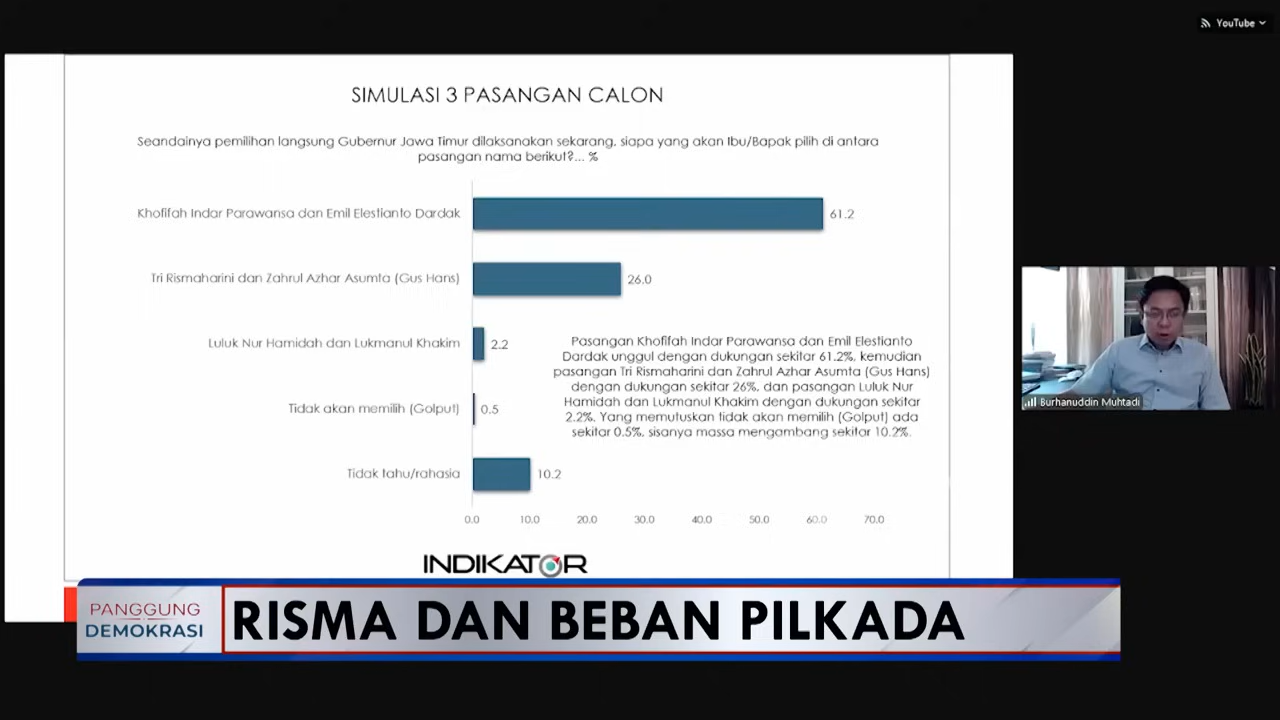 YouTube
SIMULASI 3 PASANGAN CALON
Seandainya pemilihan langsung Gubernur Jawa Timur dilaksanakan sekarang, siapa yang akan Ibu/Bapak pilih di antara
pasangan nama berikut?... %
Khofifah Indar Parawansa dan Emil Elestianto Dardak 61.2
Tri Rismaharini dan Zahrul Azhar Asumta (Gus Hans) 26.0
Luluk Nur Hamidah dan Lukmanul Khakim 2.2
Tidak akan memilih (Golput) 0.5
Tidak tahu/rahasia 10.2
Pasangan Khofifah Indar Parawansa dan Emil Elestianto
Dardak unggul dengan dukungan sekitar 61.2%, kemudian
pasangan Tri Rismaharini dan Zahrul Azhar Asumta (Gus Hans)
dengan dukungan sekitar 26%, dan pasangan Luluk Nur
Hamidah dan Lukmanul Khakim dengan dukungan sekitar
2.2%. Yang memutuskan tidak akan memilih (Golput) ada
sekitar 0.5%, sisanya massa mengambang sekitar 10.2%.
0.0 10.0 20.0 30.0 40.0 50.0 60.0 70.0
INDIKATOR
Burhanuddin Muhtadi
PANGGUNG
DEMOKRASI
RISMA DAN BEBAN PILKADA